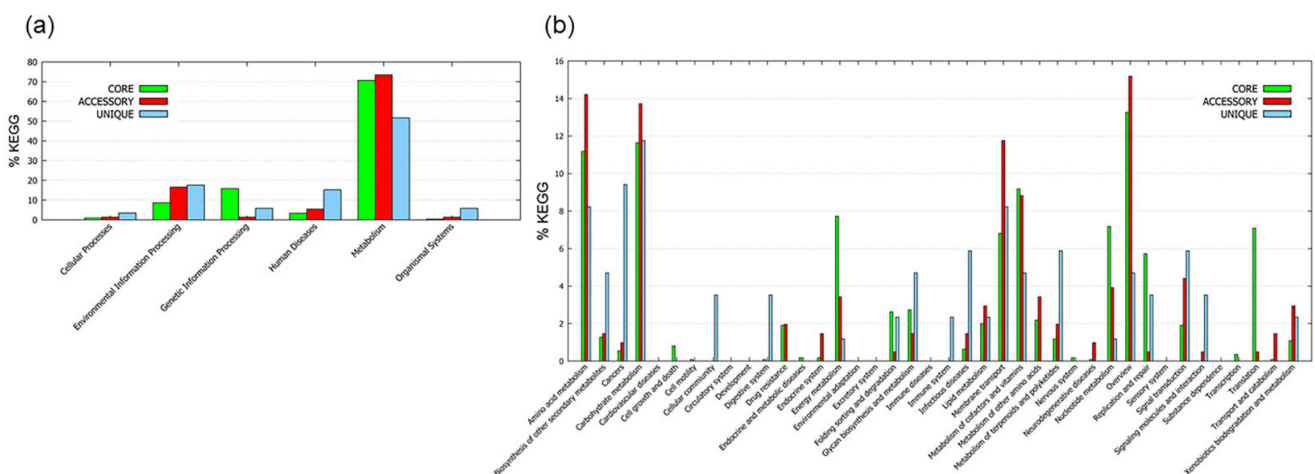 (a)
% KEGG
80
70
60
50
40
30
20
10
0
CORE
ACCESSORY
UNIQUE
Cellular Processes
Environmental Information Processing
Genetic Information Processing
Human Diseases
Metabolism
Organismal Systems
(b)
% KEGG
16
14
12
10
8
6
4
2
0
CORE
ACCESSORY
UNIQUE
Amino acid metabolism
Biosynthesis of other secondary metabolites
Cancers
Carbohydrate metabolism
Cardiovascular diseases
Cell growth and death
Cell motility
Cellular community
Circulatory system
Development
Digestive system
Drug resistance
Endocrine and metabolic diseases
Endocrine system
Energy metabolism
Environmental adaptation
Excretory system
Folding sorting and degradation
Glycan biosynthesis and metabolism
Immune diseases
Immune system
Infectious diseases
Lipid metabolism
Membrane transport
Metabolism of cofactors and vitamins
Metabolism of other amino acids
Metabolism of terpenoids and polyketides
Nervous system
Neurodegenerative diseases
Nucleotide metabolism
Overview
Replication and repair
Sensory system
Signal transduction
Signaling molecules and interaction
Substance dependence
Transcription
Translation
Transport and catabolism
Xenobiotics biodegradation and metabolism